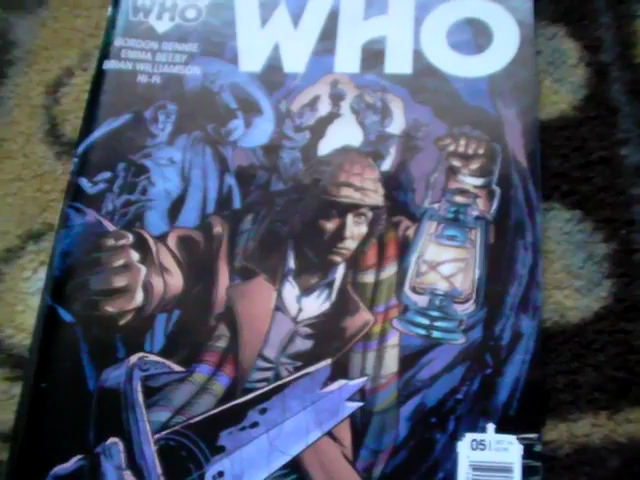 WHO
WHO
GORDON RENNIE
EMMA BEEBY
BRIAN WILLIAMSON
HI-FI
05